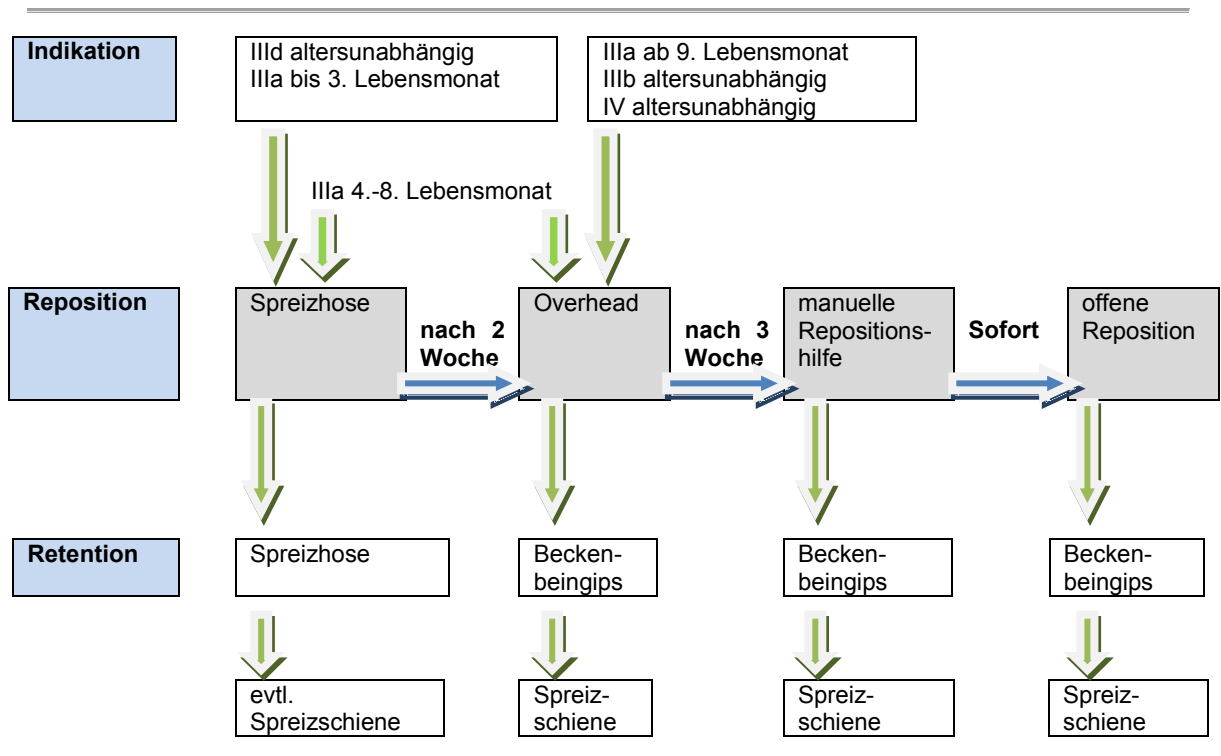 Indikation
IIId altersunabhängig
IIIa bis 3. Lebensmonat
IIIa ab 9. Lebensmonat
IIIb altersunabhängig
IV altersunabhängig
IIIa 4.-8. Lebensmonat
Reposition
Spreizhose
nach 2
Woche
Overhead
nach 3
Woche
manuelle
Repositions-
hilfe
Sofort
offene
Reposition
Retention
Spreizhose
Becken-
beingips
Becken-
beingips
Becken-
beingips
evtl.
Spreizschiene
Spreiz-
schiene
Spreiz-
schiene
Spreiz-
schiene